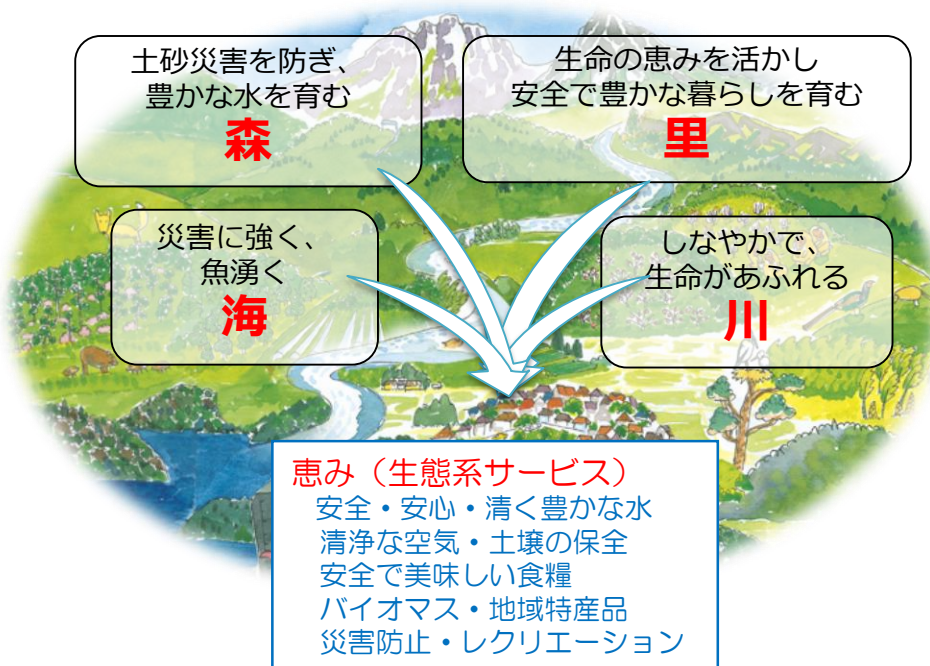 土砂災害を防ぎ、
豊かな水を育む
森
生命の恵みを活かし
安全で豊かな暮らしを育む
里
災害に強く、
魚湧く
海
しなやかで、
生命があふれる
川
恵み（生態系サービス）
安全・安心・清く豊かな水
清浄な空気・土壌の保全
安全で美味しい食糧
バイオマス・地域特産品
災害防止・レクリエーション